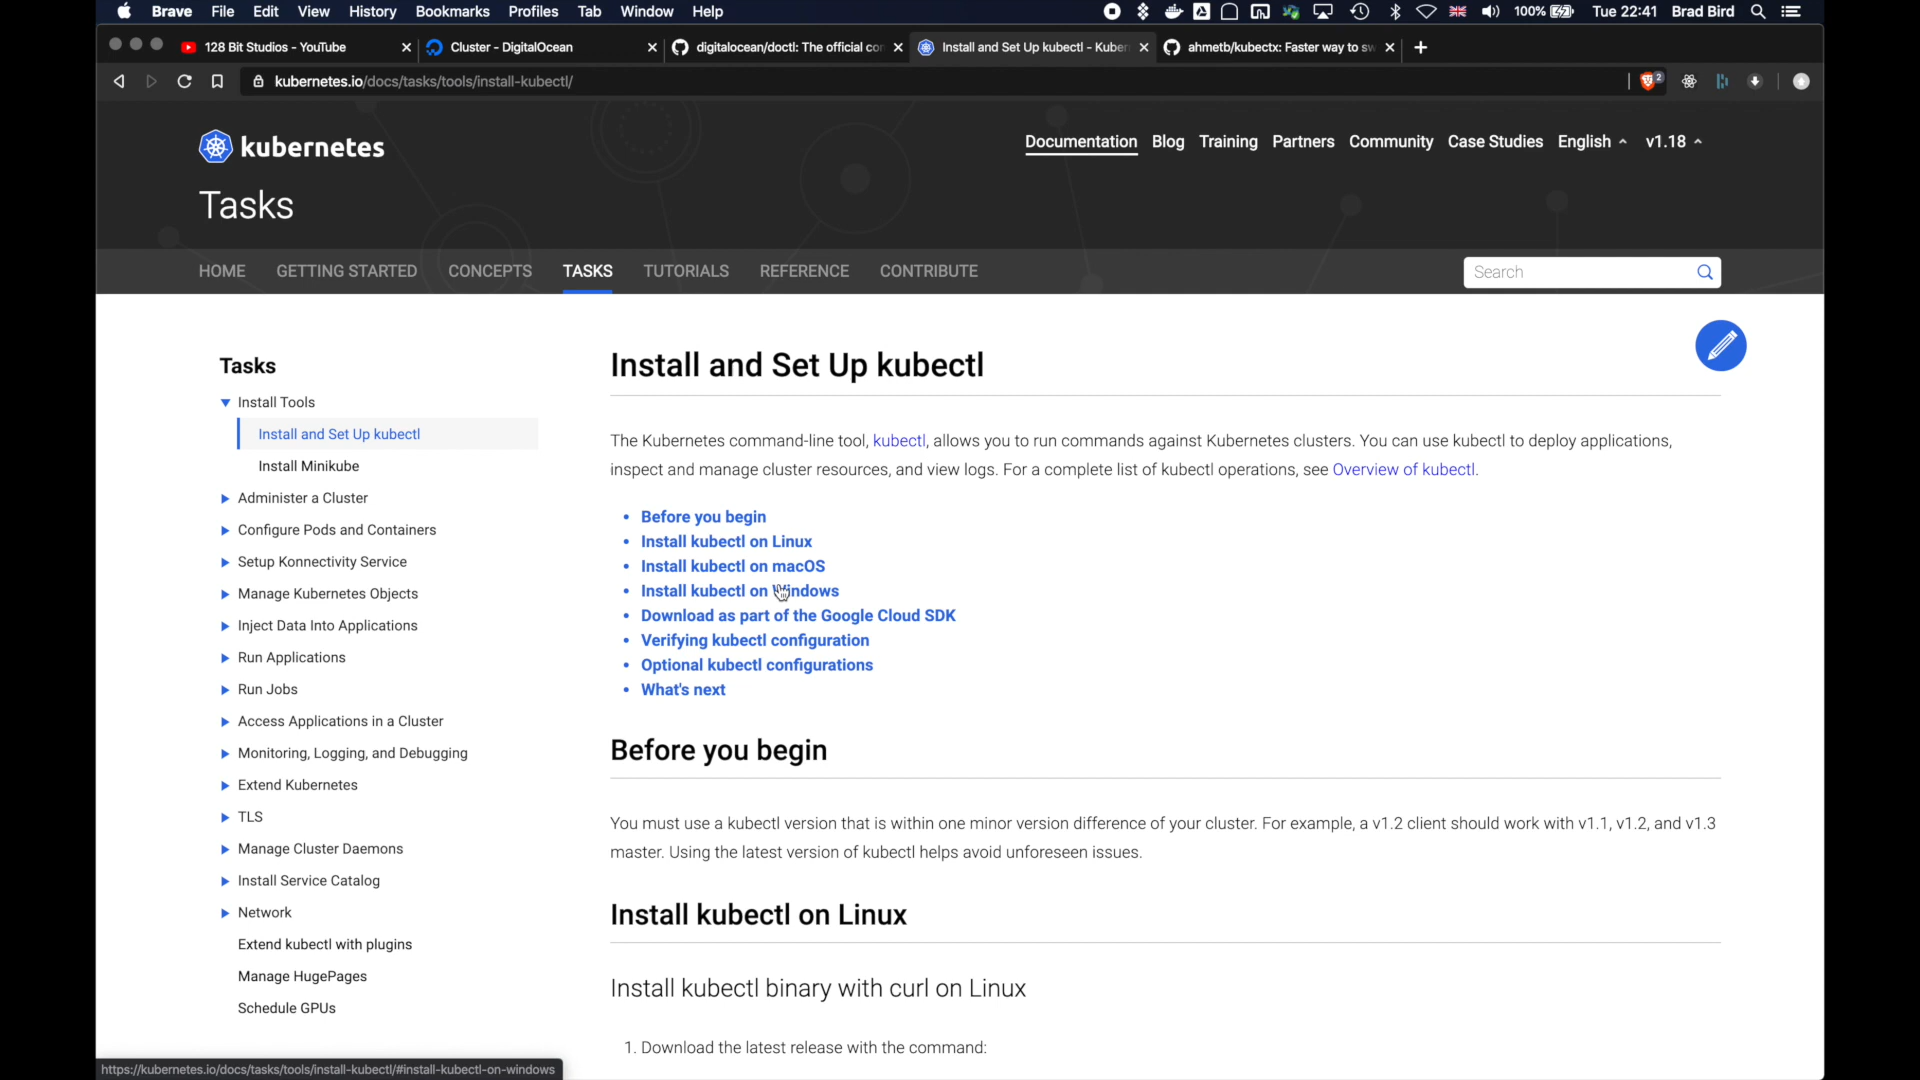 Brave File Edit View History Bookmarks Profiles Tab Window Help 100% Tue 22:41 Brad Bird
128 Bit Studios - YouTube Cluster - DigitalOcean digitalocean/doctl: The official co Install and Set Up kubectl - Kuber ahmetb/kubectx: Faster way to sw
kubernetes.io/docs/tasks/tools/install-kubectl/ 2
kubernetes Documentation Blog Training Partners Community Case Studies English v1.18
Tasks
HOME GETTING STARTED CONCEPTS TASKS TUTORIALS REFERENCE CONTRIBUTE Search
Tasks
Install Tools
Install and Set Up kubectl
Install Minikube
Administer a Cluster
Configure Pods and Containers
Setup Konnectivity Service
Manage Kubernetes Objects
Inject Data Into Applications
Run Applications
Run Jobs
Access Applications in a Cluster
Monitoring, Logging, and Debugging
Extend Kubernetes
TLS
Manage Cluster Daemons
Install Service Catalog
Network
Extend kubectl with plugins
Manage HugePages
Schedule GPUs
Install and Set Up kubectl
The Kubernetes command-line tool, kubectl, allows you to run commands against Kubernetes clusters. You can use kubectl to deploy applications,
inspect and manage cluster resources, and view logs. For a complete list of kubectl operations, see Overview of kubectl.
• Before you begin
• Install kubectl on Linux
• Install kubectl on macOS
• Install kubectl on Windows
• Download as part of the Google Cloud SDK
• Verifying kubectl configuration
• Optional kubectl configurations
• What's next
Before you begin
You must use a kubectl version that is within one minor version difference of your cluster. For example, a v1.2 client should work with v1.1, v1.2, and v1.3
master. Using the latest version of kubectl helps avoid unforeseen issues.
Install kubectl on Linux
Install kubectl binary with curl on Linux
1. Download the latest release with the command:
https://kubernetes.io/docs/tasks/tools/install-kubectl/#install-kubectl-on-windows